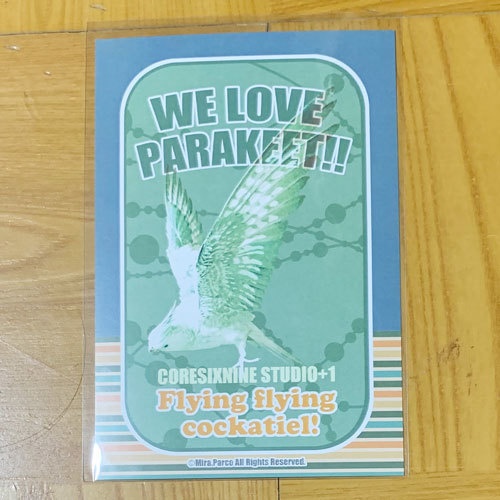 WE LOVE
PARAKEET!!
CORESIXNINE STUDIO+1
Flying flying
cockatiel!
©Mira.Parco All Rights Reserved.